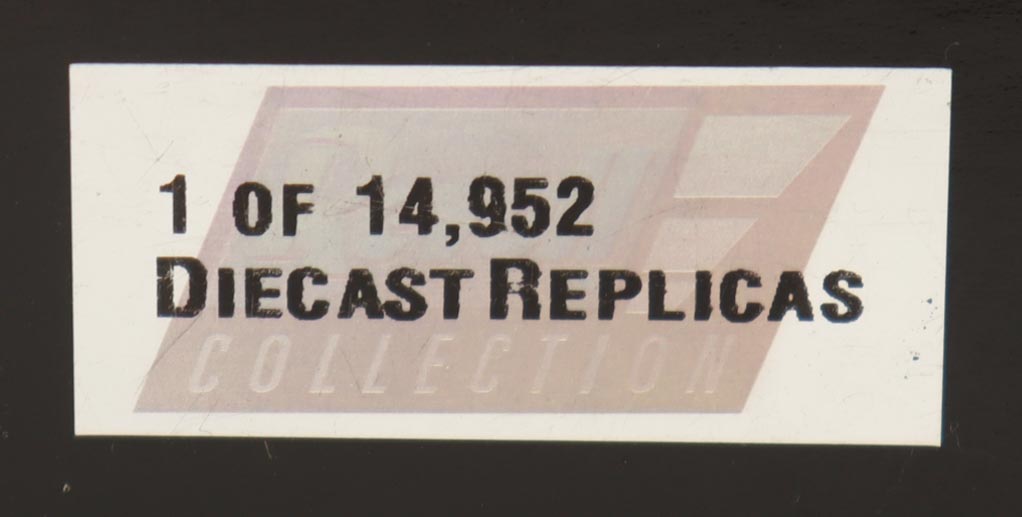 1 OF 14,952
DIECAST REPLICAS
COLLECTION